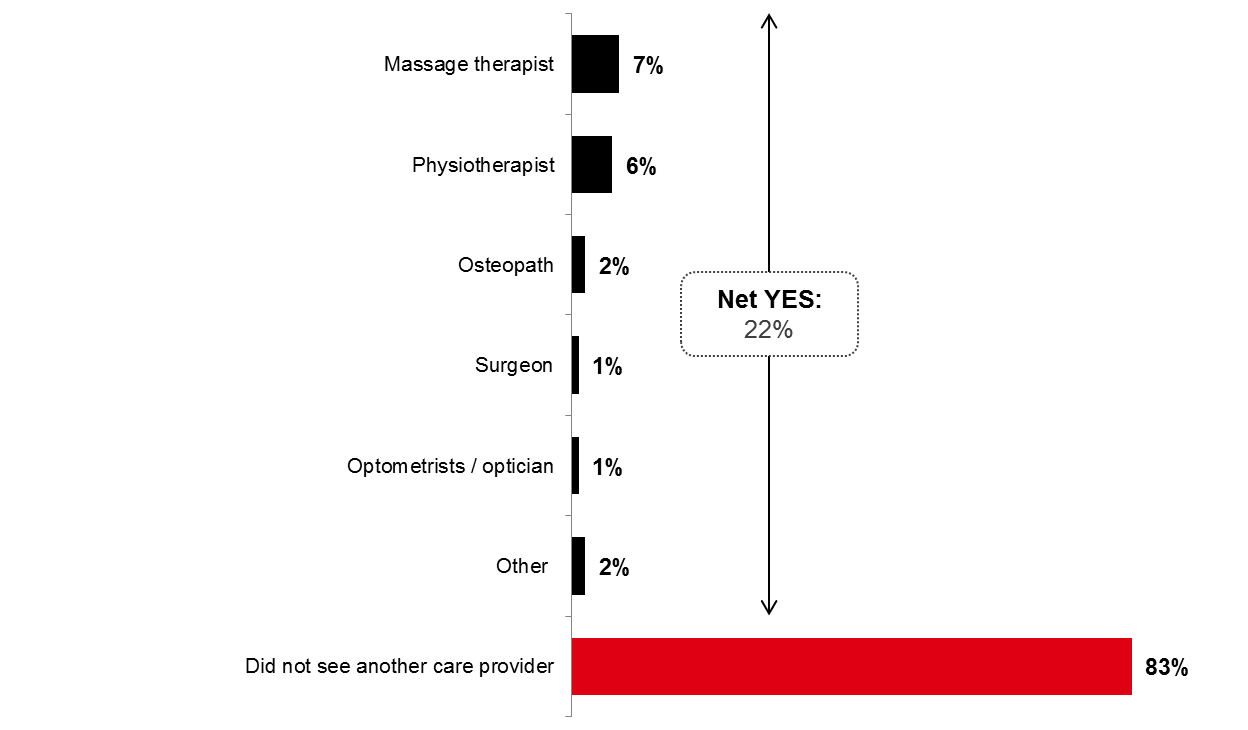 Massage therapist 7%
Physiotherapist 6%
Osteopath 2%
Net YES:
22%
Surgeon 1%
Optometrists / optician 1%
Other 2%
Did not see another care provider 83%